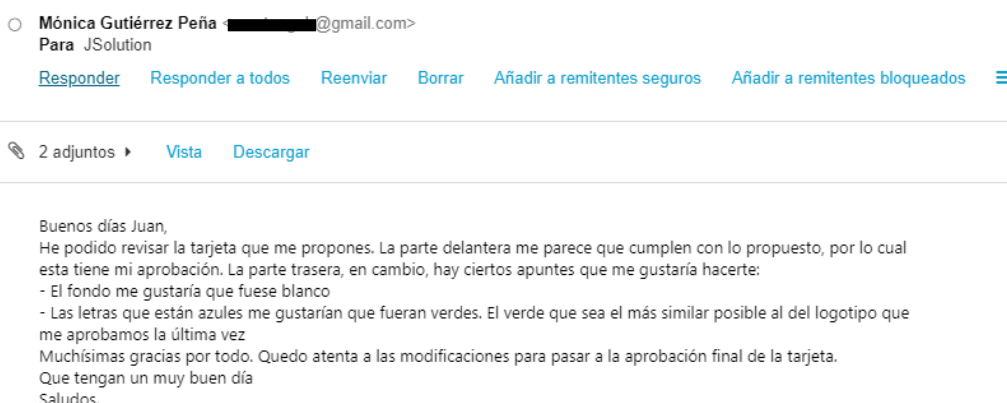 Mónica Gutiérrez Peña < @gmail.com>
Para JSolution
Responder Responder a todos Reenviar Borrar Añadir a remitentes seguros Añadir a remitentes bloqueados
2 adjuntos Vista Descargar
Buenos días Juan,
He podido revisar la tarjeta que me propones. La parte delantera me parece que cumplen con lo propuesto, por lo cual
esta tiene mi aprobación. La parte trasera, en cambio, hay ciertos apuntes que me gustaría hacerte:
- El fondo me gustaría que fuese blanco
- Las letras que están azules me gustarían que fueran verdes. El verde que sea el más similar posible al del logotipo que
me aprobamos la última vez
Muchísimas gracias por todo. Quedo atenta a las modificaciones para pasar a la aprobación final de la tarjeta.
Que tengan un muy buen día
Saludos.